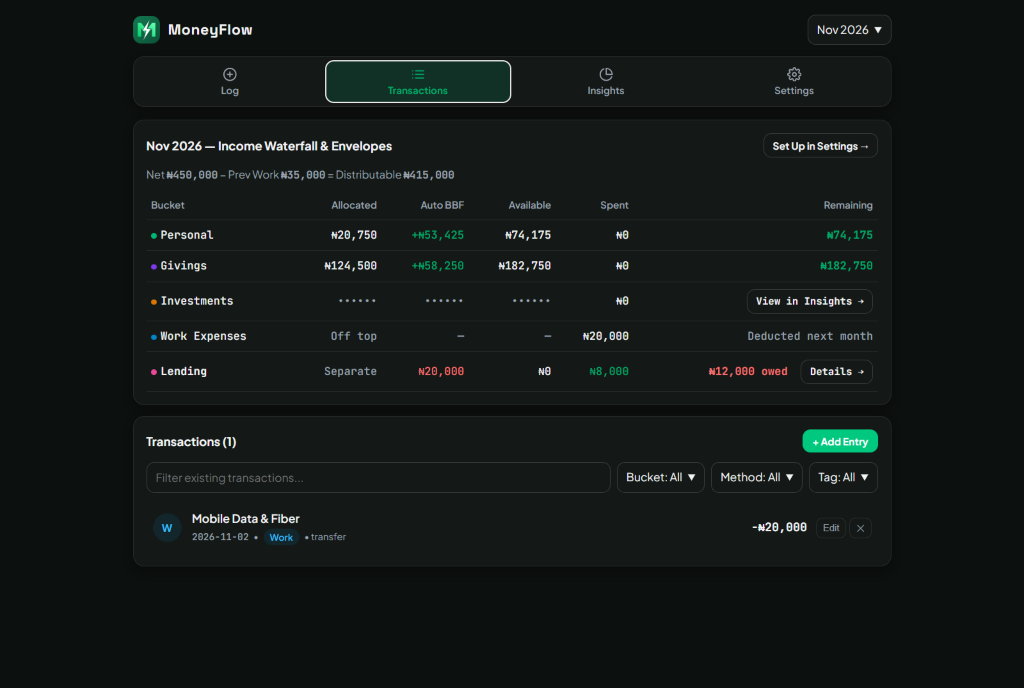 MoneyFlow
Nov 2026 ▼
Log
Transactions
Insights
Settings
Nov 2026 — Income Waterfall & Envelopes
Set Up in Settings →
Net ₦450,000 − Prev Work ₦35,000 = Distributable ₦415,000
Bucket Allocated Auto BBF Available Spent Remaining
Personal ₦20,750 +₦53,425 ₦74,175 ₦0 ₦74,175
Givings ₦124,500 +₦58,250 ₦182,750 ₦0 ₦182,750
Investments •••••• •••••• •••••• ₦0 View in Insights →
Work Expenses Off top — — ₦20,000 Deducted next month
Lending Separate ₦20,000 ₦0 ₦8,000 ₦12,000 owed Details →
Transactions (1)
+ Add Entry
Filter existing transactions...
Bucket: All ▼
Method: All ▼
Tag: All ▼
W
Mobile Data & Fiber
2026-11-02 • Work • transfer
-₦20,000 Edit ×